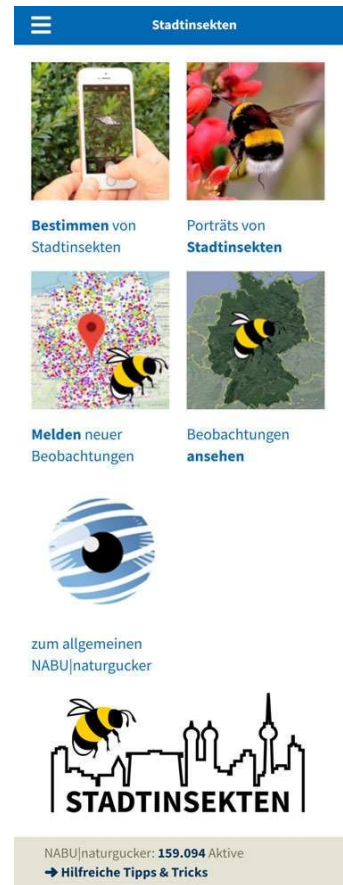 Stadtinsekten
Bestimmen von
Stadtinsekten
Porträts von
Stadtinsekten
Melden neuer
Beobachtungen
Beobachtungen
ansehen
zum allgemeinen
NABU|naturgucker
STADTINSEKTEN
NABU|naturgucker: 159.094 Aktive
➔ Hilfreiche Tipps & Tricks